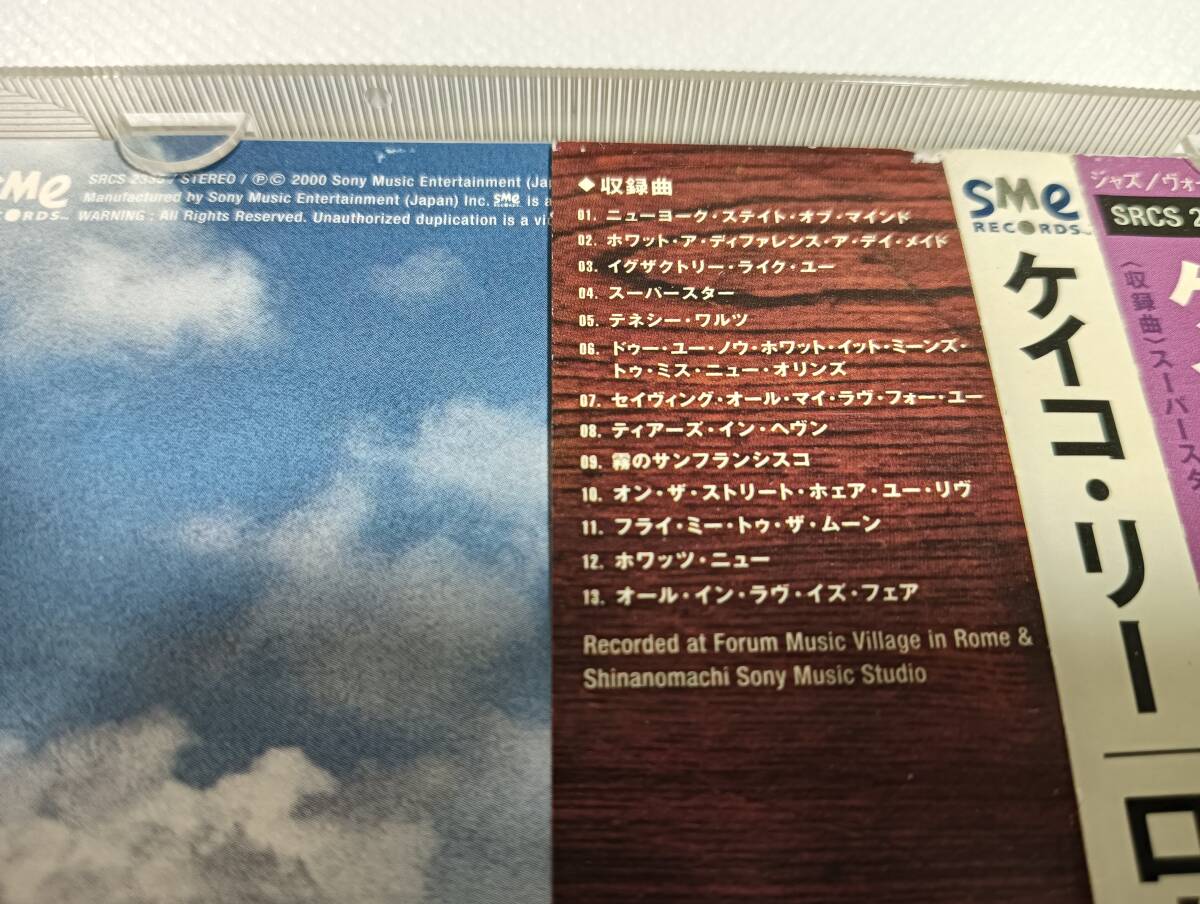 SME
RECORDS
SRCS 2335 / STEREO / ℗© 2000 Sony Music Entertainment
Manufactured by Sony Music Entertainment (Japan) Inc. SME is a
WARNING : All Rights Reserved. Unauthorized duplication is a
◆収録曲
01. ニューヨーク・ステイト・オブ・マインド
02. ホワット・ア・ディファレンス・ア・デイ・メイド
03. イグザクトリー・ライク・ユー
04. スーパースター
05. テネシー・ワルツ
06. ドゥー・ユー・ノウ・ホワット・イット・ミーンズ・
トゥ・ミス・ニュー・オリンズ
07. セイヴィング・オール・マイ・ラヴ・フォー・ユー
08. ティアーズ・イン・ヘヴン
09. 霧のサンフランシスコ
10. オン・ザ・ストリート・ホェア・ユー・リヴ
11. フライ・ミー・トゥ・ザ・ムーン
12. ホワッツ・ニュー
13. オール・イン・ラヴ・イズ・フェア
Recorded at Forum Music Village in Rome &
Shinanomachi Sony Music Studio
SME
RECORDS
ケイコ・リー
ジャズ/ヴォー
SRCS 2
〈収録曲〉スーパースタ